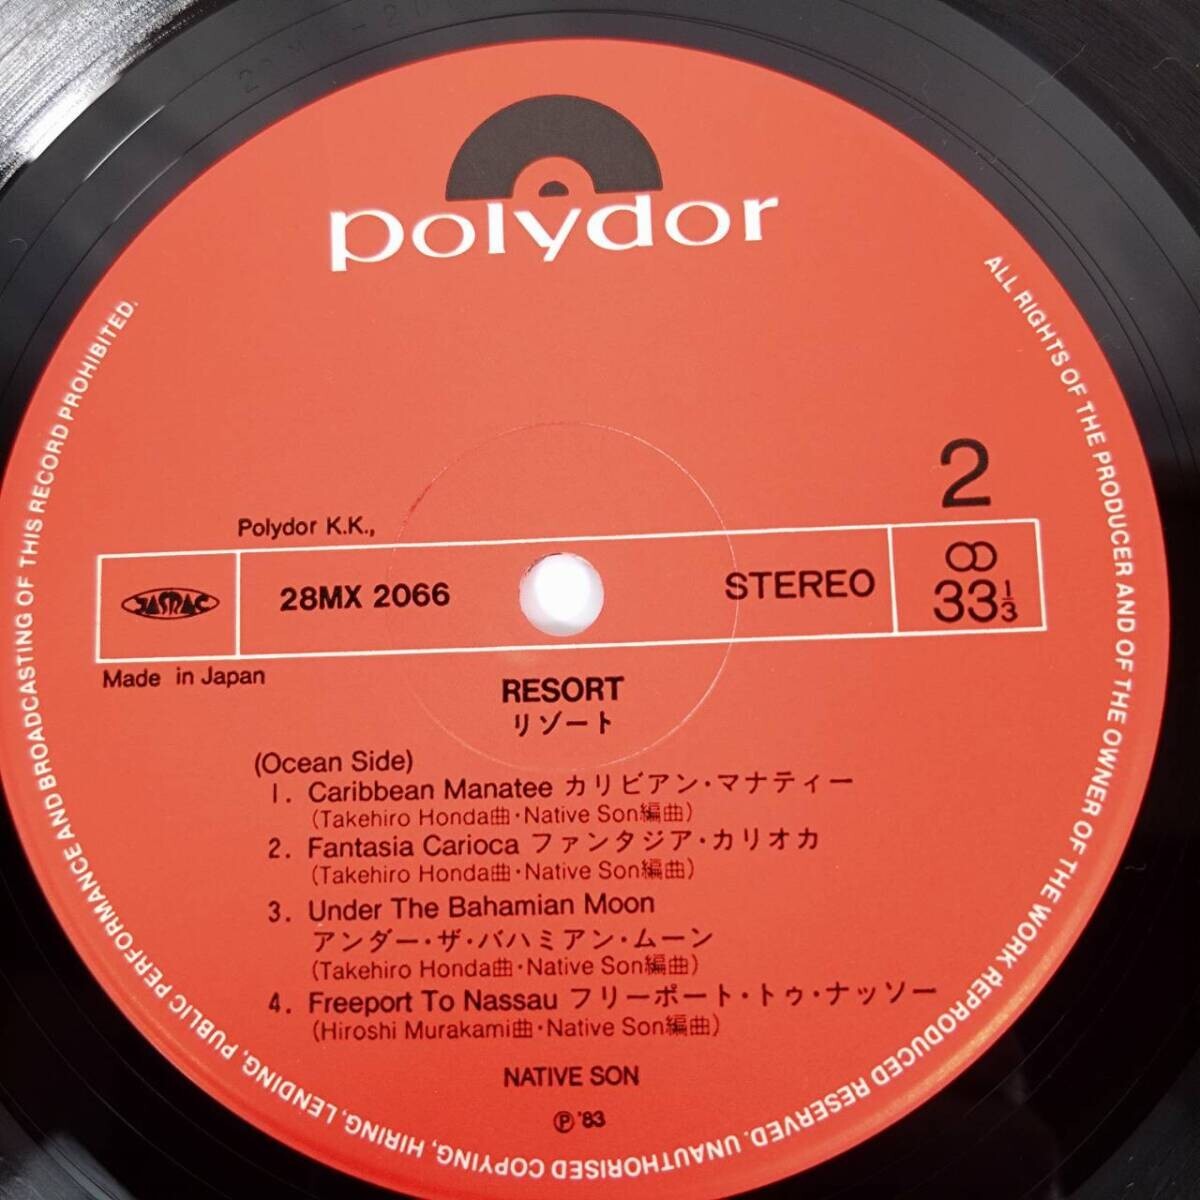 polydor
2
Polydor K.K.,
JASRAC
28MX 2066
STEREO
33 1/3
Made in Japan
RESORT
リゾート
(Ocean Side)
1. Caribbean Manatee カリビアン・マナティー
(Takehiro Honda曲・Native Son編曲)
2. Fantasia Carioca ファンタジア・カリオカ
(Takehiro Honda曲・Native Son編曲)
3. Under The Bahamian Moon
アンダー・ザ・バハミアン・ムーン
(Takehiro Honda曲・Native Son編曲)
4. Freeport To Nassau フリーポート・トゥ・ナッソー
(Hiroshi Murakami曲・Native Son編曲)
NATIVE SON
Ⓟ '83
ALL RIGHTS OF THE PRODUCER AND OF THE OWNER OF THE WORK REPRODUCED RESERVED. UNAUTHORISED COPYING, HIRING, LENDING, PUBLIC PERFORMANCE AND BROADCASTING OF THIS RECORD PROHIBITED.